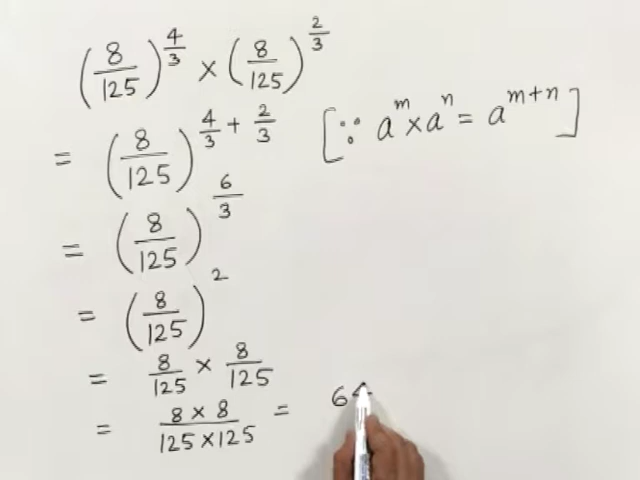 (8/125)^(4/3) × (8/125)^(2/3)
= (8/125)^(4/3 + 2/3) [∵ a^m × a^n = a^(m+n)]
= (8/125)^(6/3)
= (8/125)^2
= 8/125 × 8/125
= (8 × 8)/(125 × 125) = 64